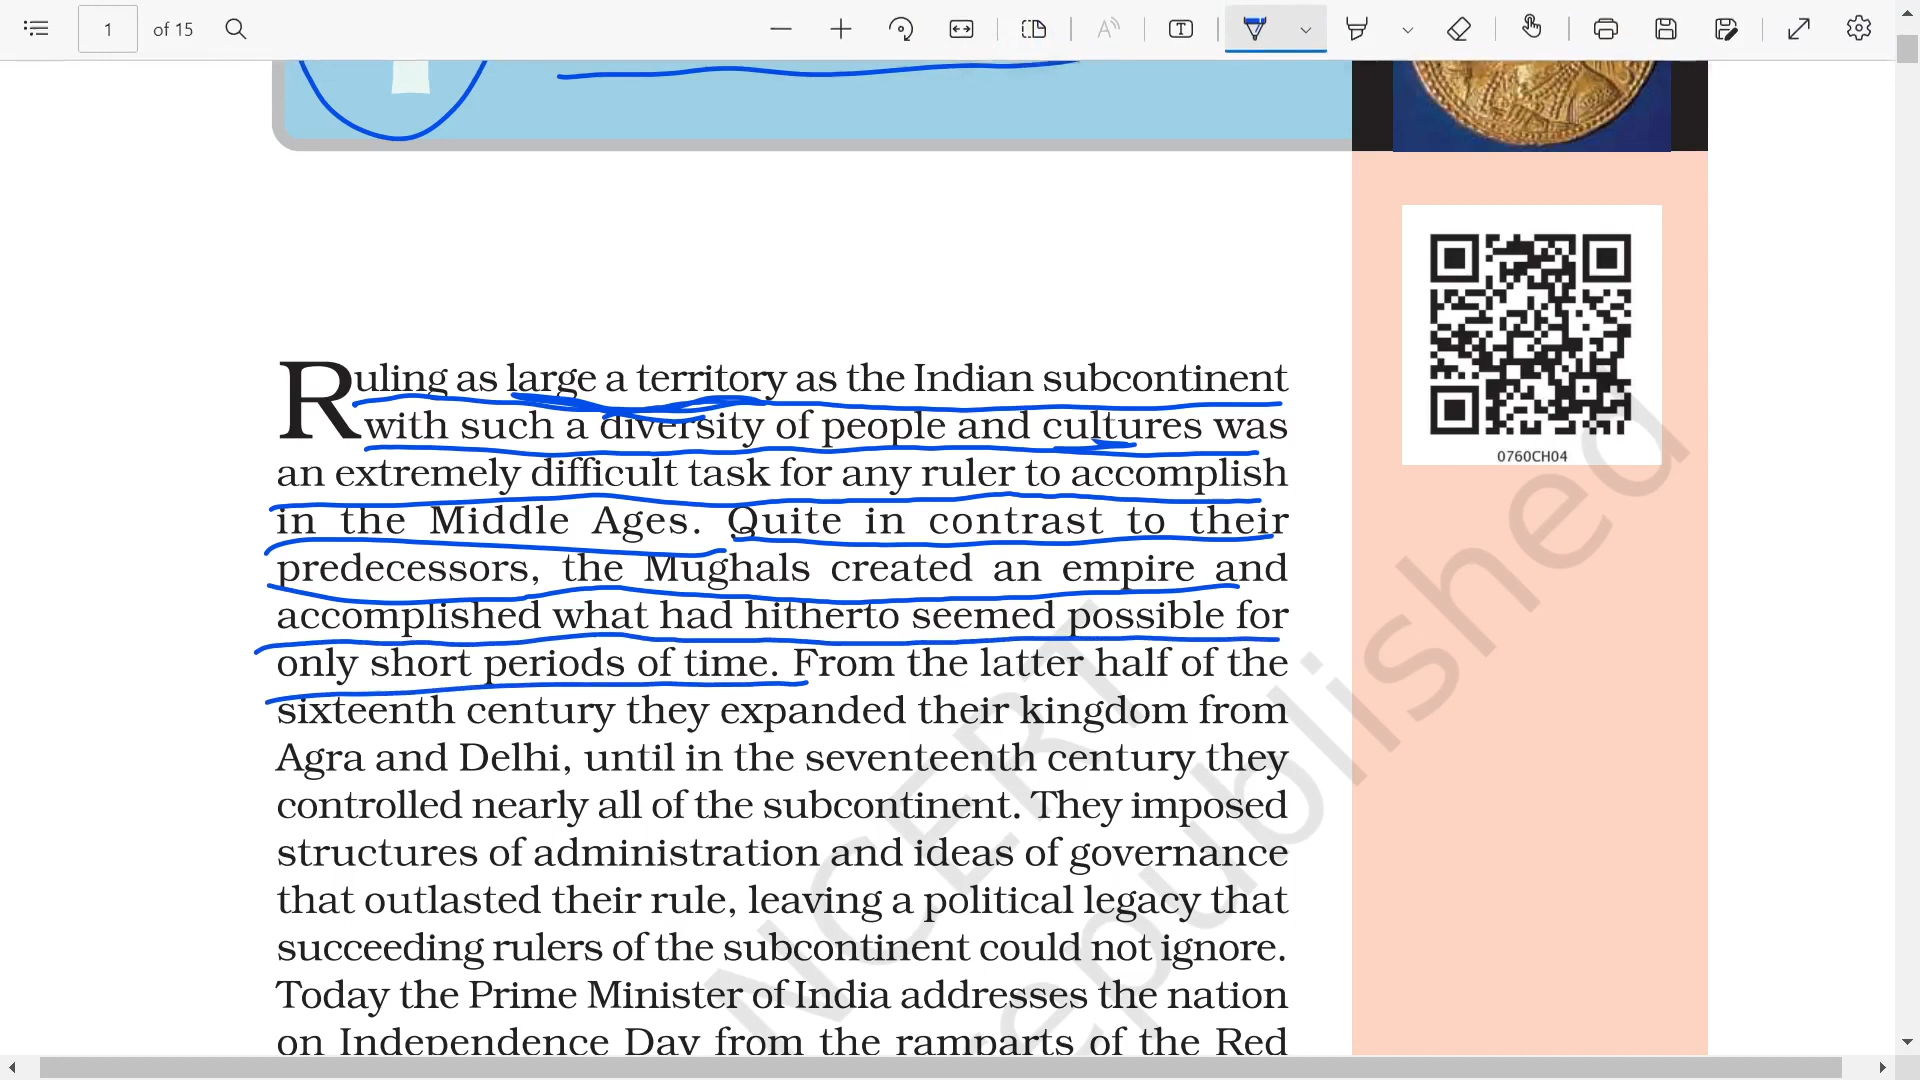 1 of 15
0760CH04
Ruling as large a territory as the Indian subcontinent
with such a diversity of people and cultures was
an extremely difficult task for any ruler to accomplish
in the Middle Ages. Quite in contrast to their
predecessors, the Mughals created an empire and
accomplished what had hitherto seemed possible for
only short periods of time. From the latter half of the
sixteenth century they expanded their kingdom from
Agra and Delhi, until in the seventeenth century they
controlled nearly all of the subcontinent. They imposed
structures of administration and ideas of governance
that outlasted their rule, leaving a political legacy that
succeeding rulers of the subcontinent could not ignore.
Today the Prime Minister of India addresses the nation
on Independence Day from the ramparts of the Red
NCERT
republished